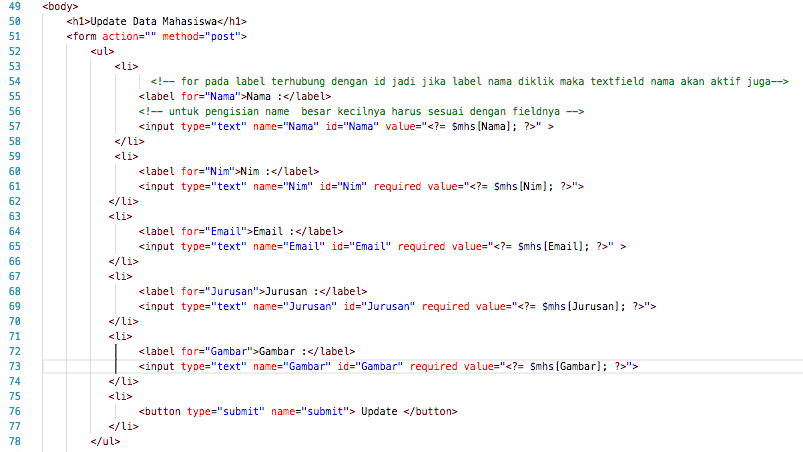 49 <body>
50 <h1>Update Data Mahasiswa</h1>
51 <form action="" method="post">
52 <ul>
53 <li>
54 <!-- for pada label terhubung dengan id jadi jika label nama diklik maka textfield nama akan aktif juga-->
55 <label for="Nama">Nama :</label>
56 <!-- untuk pengisian name  besar kecilnya harus sesuai dengan fieldnya -->
57 <input type="text" name="Nama" id="Nama" value="<?= $mhs[Nama]; ?>" >
58 </li>
59 <li>
60 <label for="Nim">Nim :</label>
61 <input type="text" name="Nim" id="Nim" required value="<?= $mhs[Nim]; ?>">
62 </li>
63 <li>
64 <label for="Email">Email :</label>
65 <input type="text" name="Email" id="Email" required value="<?= $mhs[Email]; ?>" >
66 </li>
67 <li>
68 <label for="Jurusan">Jurusan :</label>
69 <input type="text" name="Jurusan" id="Jurusan" required value="<?= $mhs[Jurusan]; ?>">
70 </li>
71 <li>
72 <label for="Gambar">Gambar :</label>
73 <input type="text" name="Gambar" id="Gambar" required value="<?= $mhs[Gambar]; ?>">
74 </li>
75 <li>
76 <button type="submit" name="submit"> Update </button>
77 </li>
78 </ul>